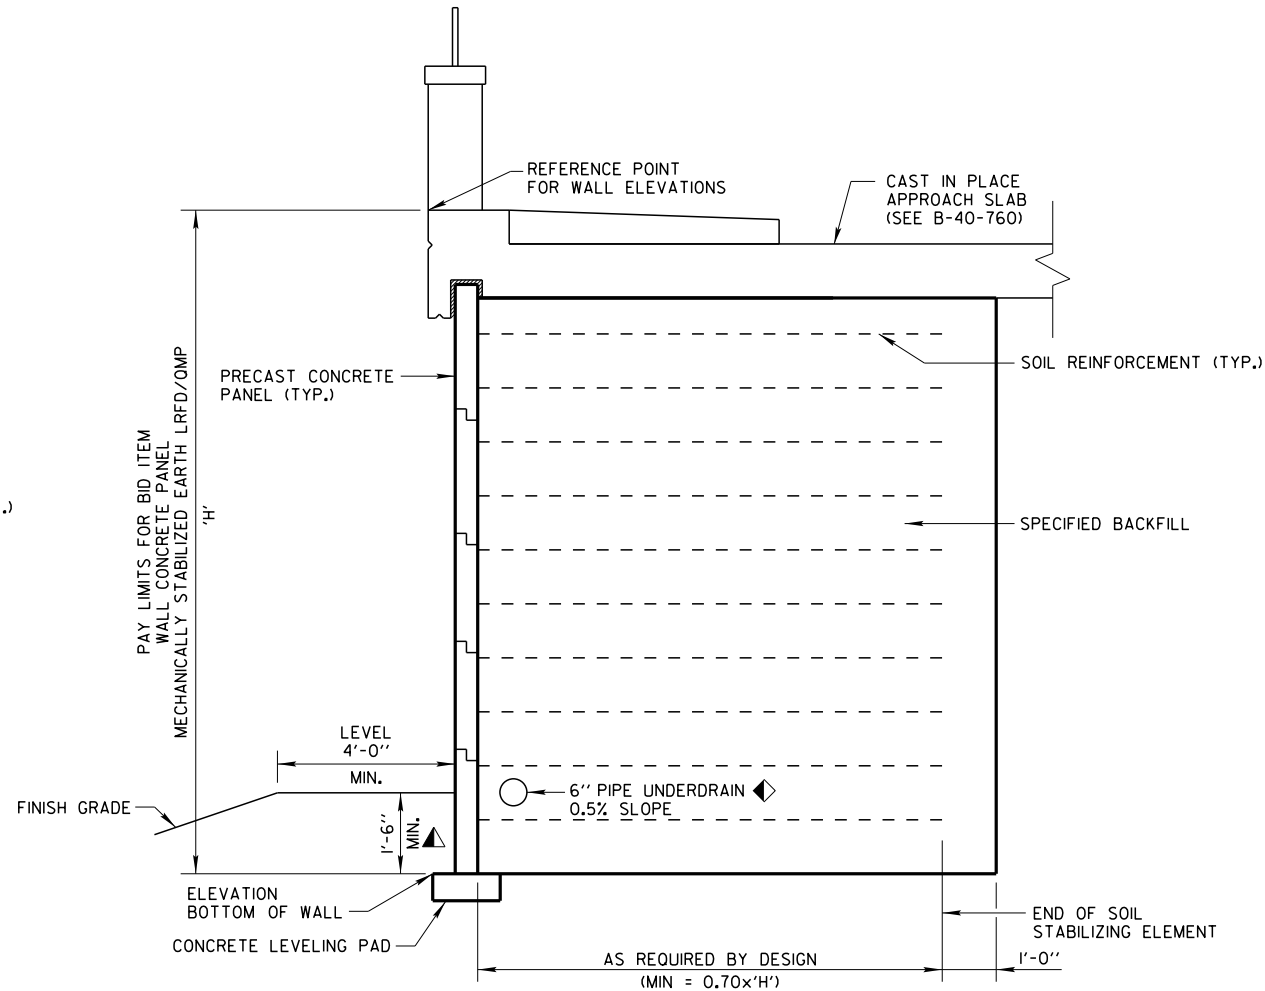 REFERENCE POINT
FOR WALL ELEVATIONS
CAST IN PLACE
APPROACH SLAB
(SEE B-40-760)
SOIL REINFORCEMENT (TYP.)
PRECAST CONCRETE
PANEL (TYP.)
PAY LIMITS FOR BID ITEM
WALL CONCRETE PANEL
MECHANICALLY STABILIZED EARTH LRFD/QMP
'H'
.)
SPECIFIED BACKFILL
LEVEL
4'-0''
MIN.
6'' PIPE UNDERDRAIN
0.5% SLOPE
FINISH GRADE
1'-6''
MIN.
ELEVATION
BOTTOM OF WALL
CONCRETE LEVELING PAD
END OF SOIL
STABILIZING ELEMENT
AS REQUIRED BY DESIGN
(MIN = 0.70x'H')
1'-0''